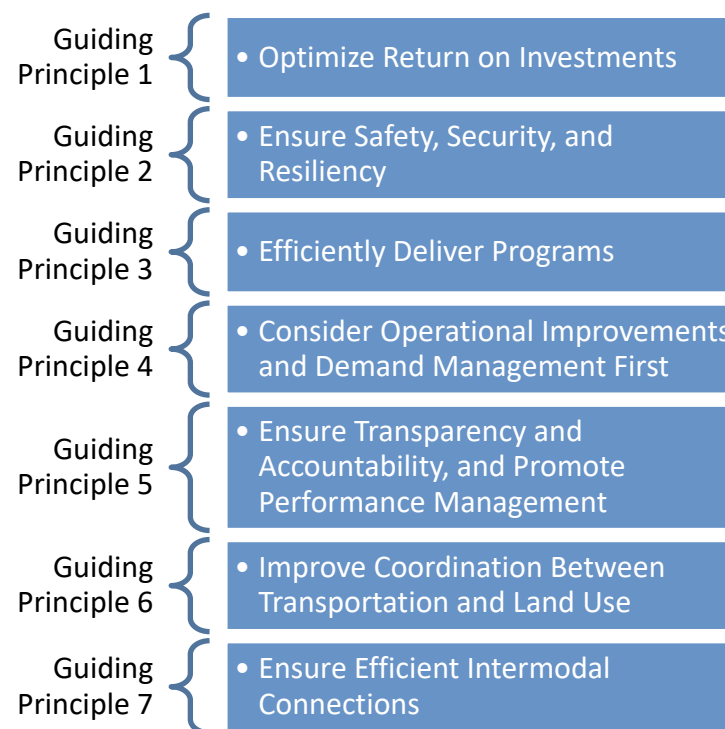 Guiding
Principle 1
• Optimize Return on Investments
Guiding
Principle 2
• Ensure Safety, Security, and
Resiliency
Guiding
Principle 3
• Efficiently Deliver Programs
Guiding
Principle 4
• Consider Operational Improvements
and Demand Management First
Guiding
Principle 5
• Ensure Transparency and
Accountability, and Promote
Performance Management
Guiding
Principle 6
• Improve Coordination Between
Transportation and Land Use
Guiding
Principle 7
• Ensure Efficient Intermodal
Connections